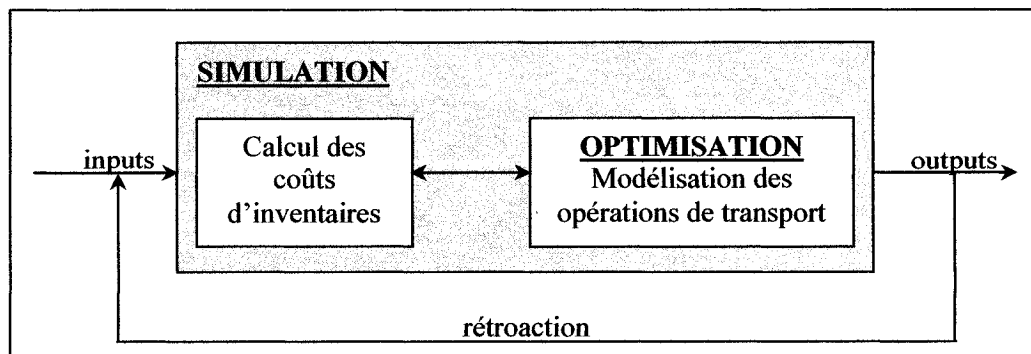 SIMULATION
inputs
Calcul des
coûts
d'inventaires
OPTIMISATION
Modélisation des
opérations de transport
outputs
rétroaction